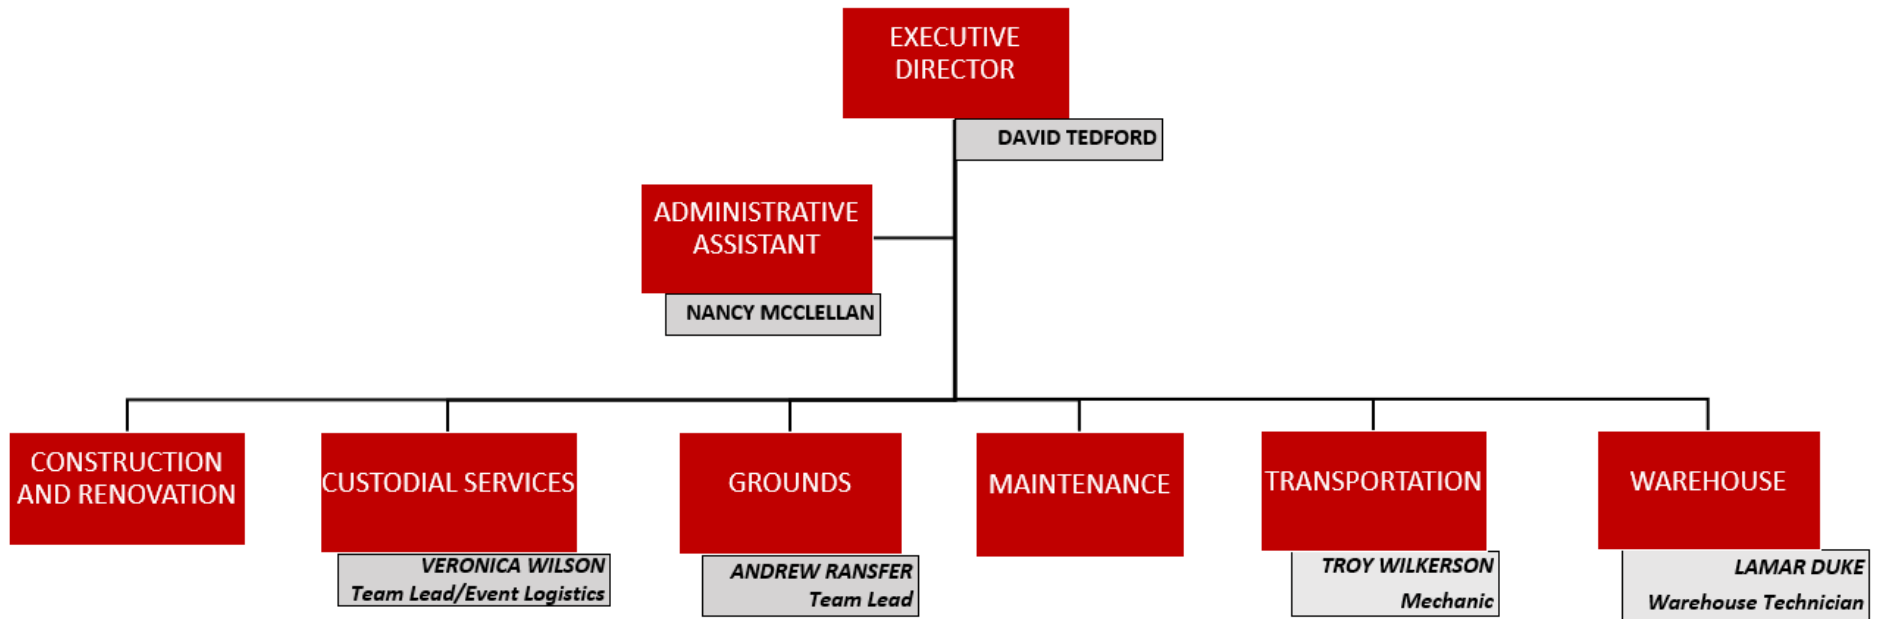 EXECUTIVE
DIRECTOR
DAVID TEDFORD
ADMINISTRATIVE
ASSISTANT
NANCY MCCLELLAN
CONSTRUCTION
AND RENOVATION
CUSTODIAL SERVICES
VERONICA WILSON
Team Lead/Event Logistics
GROUNDS
ANDREW RANSFER
Team Lead
MAINTENANCE
TRANSPORTATION
TROY WILKERSON
Mechanic
WAREHOUSE
LAMAR DUKE
Warehouse Technician